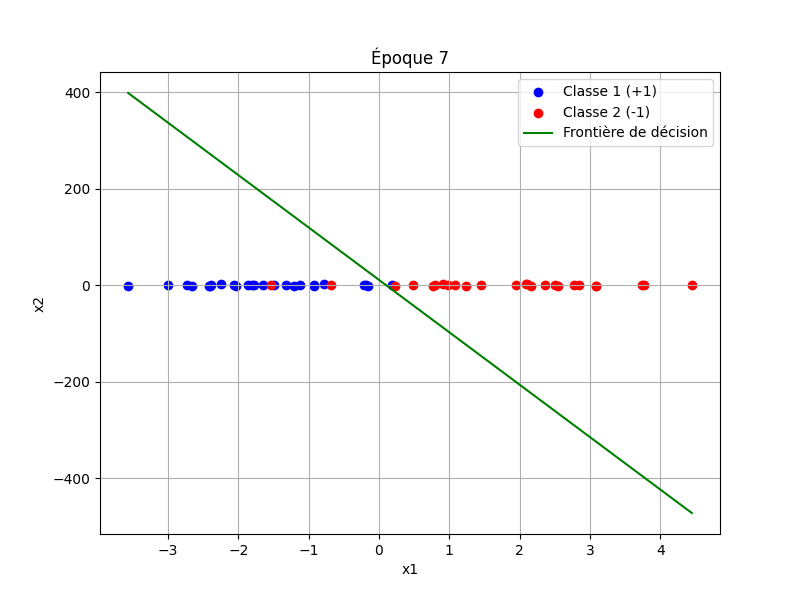 Époque 7
Classe 1 (+1)
Classe 2 (-1)
Frontière de décision
400
200
0
−200
−400
x2
−3 −2 −1 0 1 2 3 4
x1